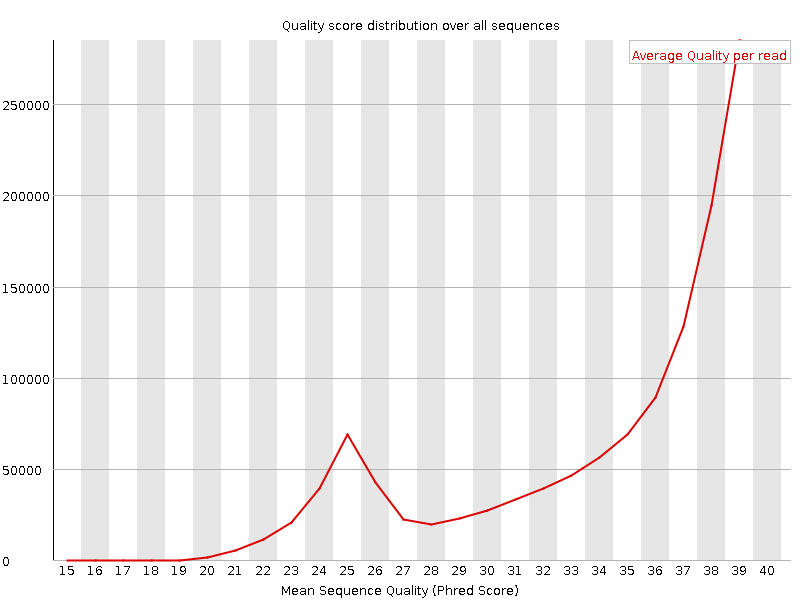 Quality score distribution over all sequences
Average Quality per read
250000
200000
150000
100000
50000
0
15 16 17 18 19 20 21 22 23 24 25 26 27 28 29 30 31 32 33 34 35 36 37 38 39 40
Mean Sequence Quality (Phred Score)